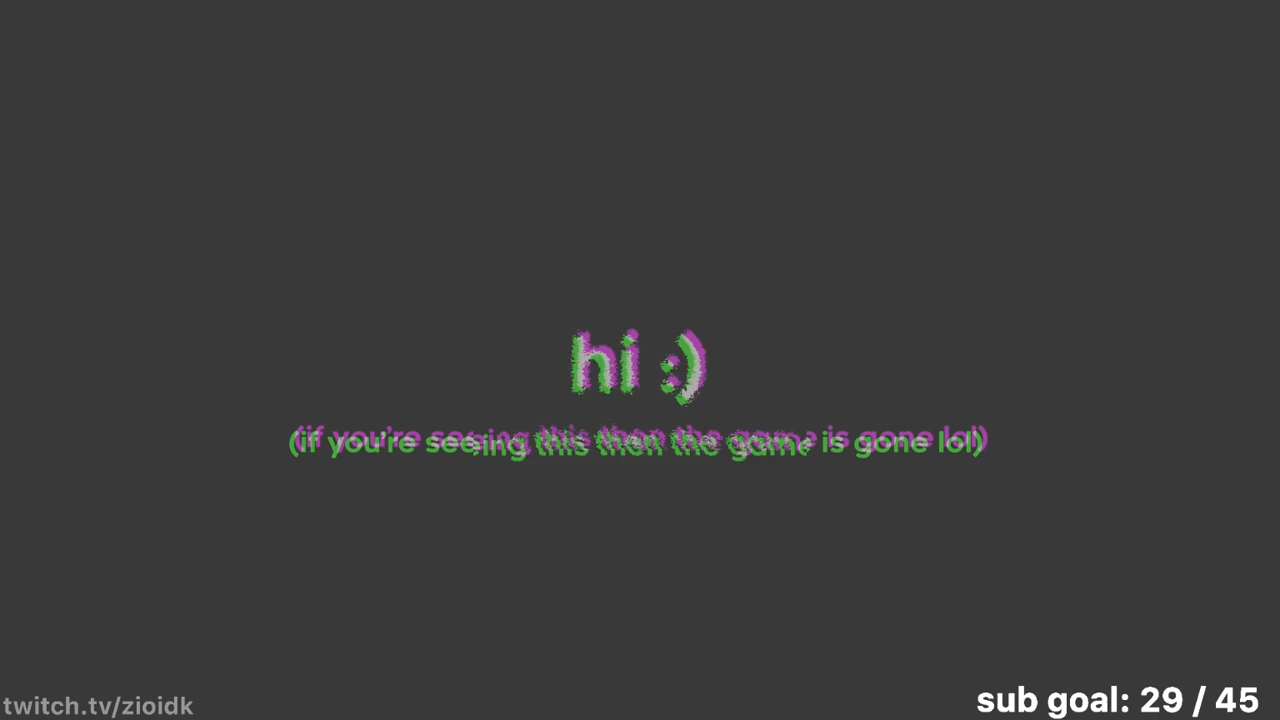 hi :)
(if you're seeing this then the game is gone lol)
twitch.tv/zioidk
sub goal: 29 / 45